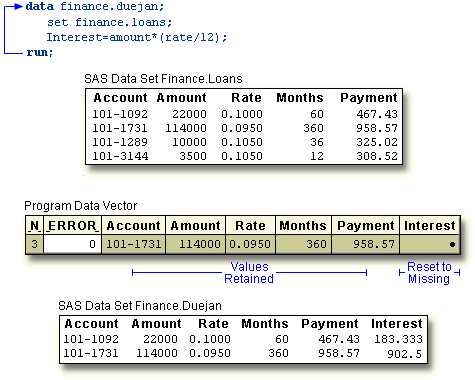 data finance.duejan;
set finance.loans;
Interest=amount*(rate/12);
run;
SAS Data Set Finance.Loans
Account Amount Rate Months Payment
101-1092 22000 0.1000 60 467.43
101-1731 114000 0.0950 360 958.57
101-1289 10000 0.1050 36 325.02
101-3144 3500 0.1050 12 308.52
Program Data Vector
_N_ _ERROR_ Account Amount Rate Months Payment Interest
3 0 101-1731 114000 0.0950 360 958.57 •
Values Retained
Reset to Missing
SAS Data Set Finance.Duejan
Account Amount Rate Months Payment Interest
101-1092 22000 0.1000 60 467.43 183.333
101-1731 114000 0.0950 360 958.57 902.5